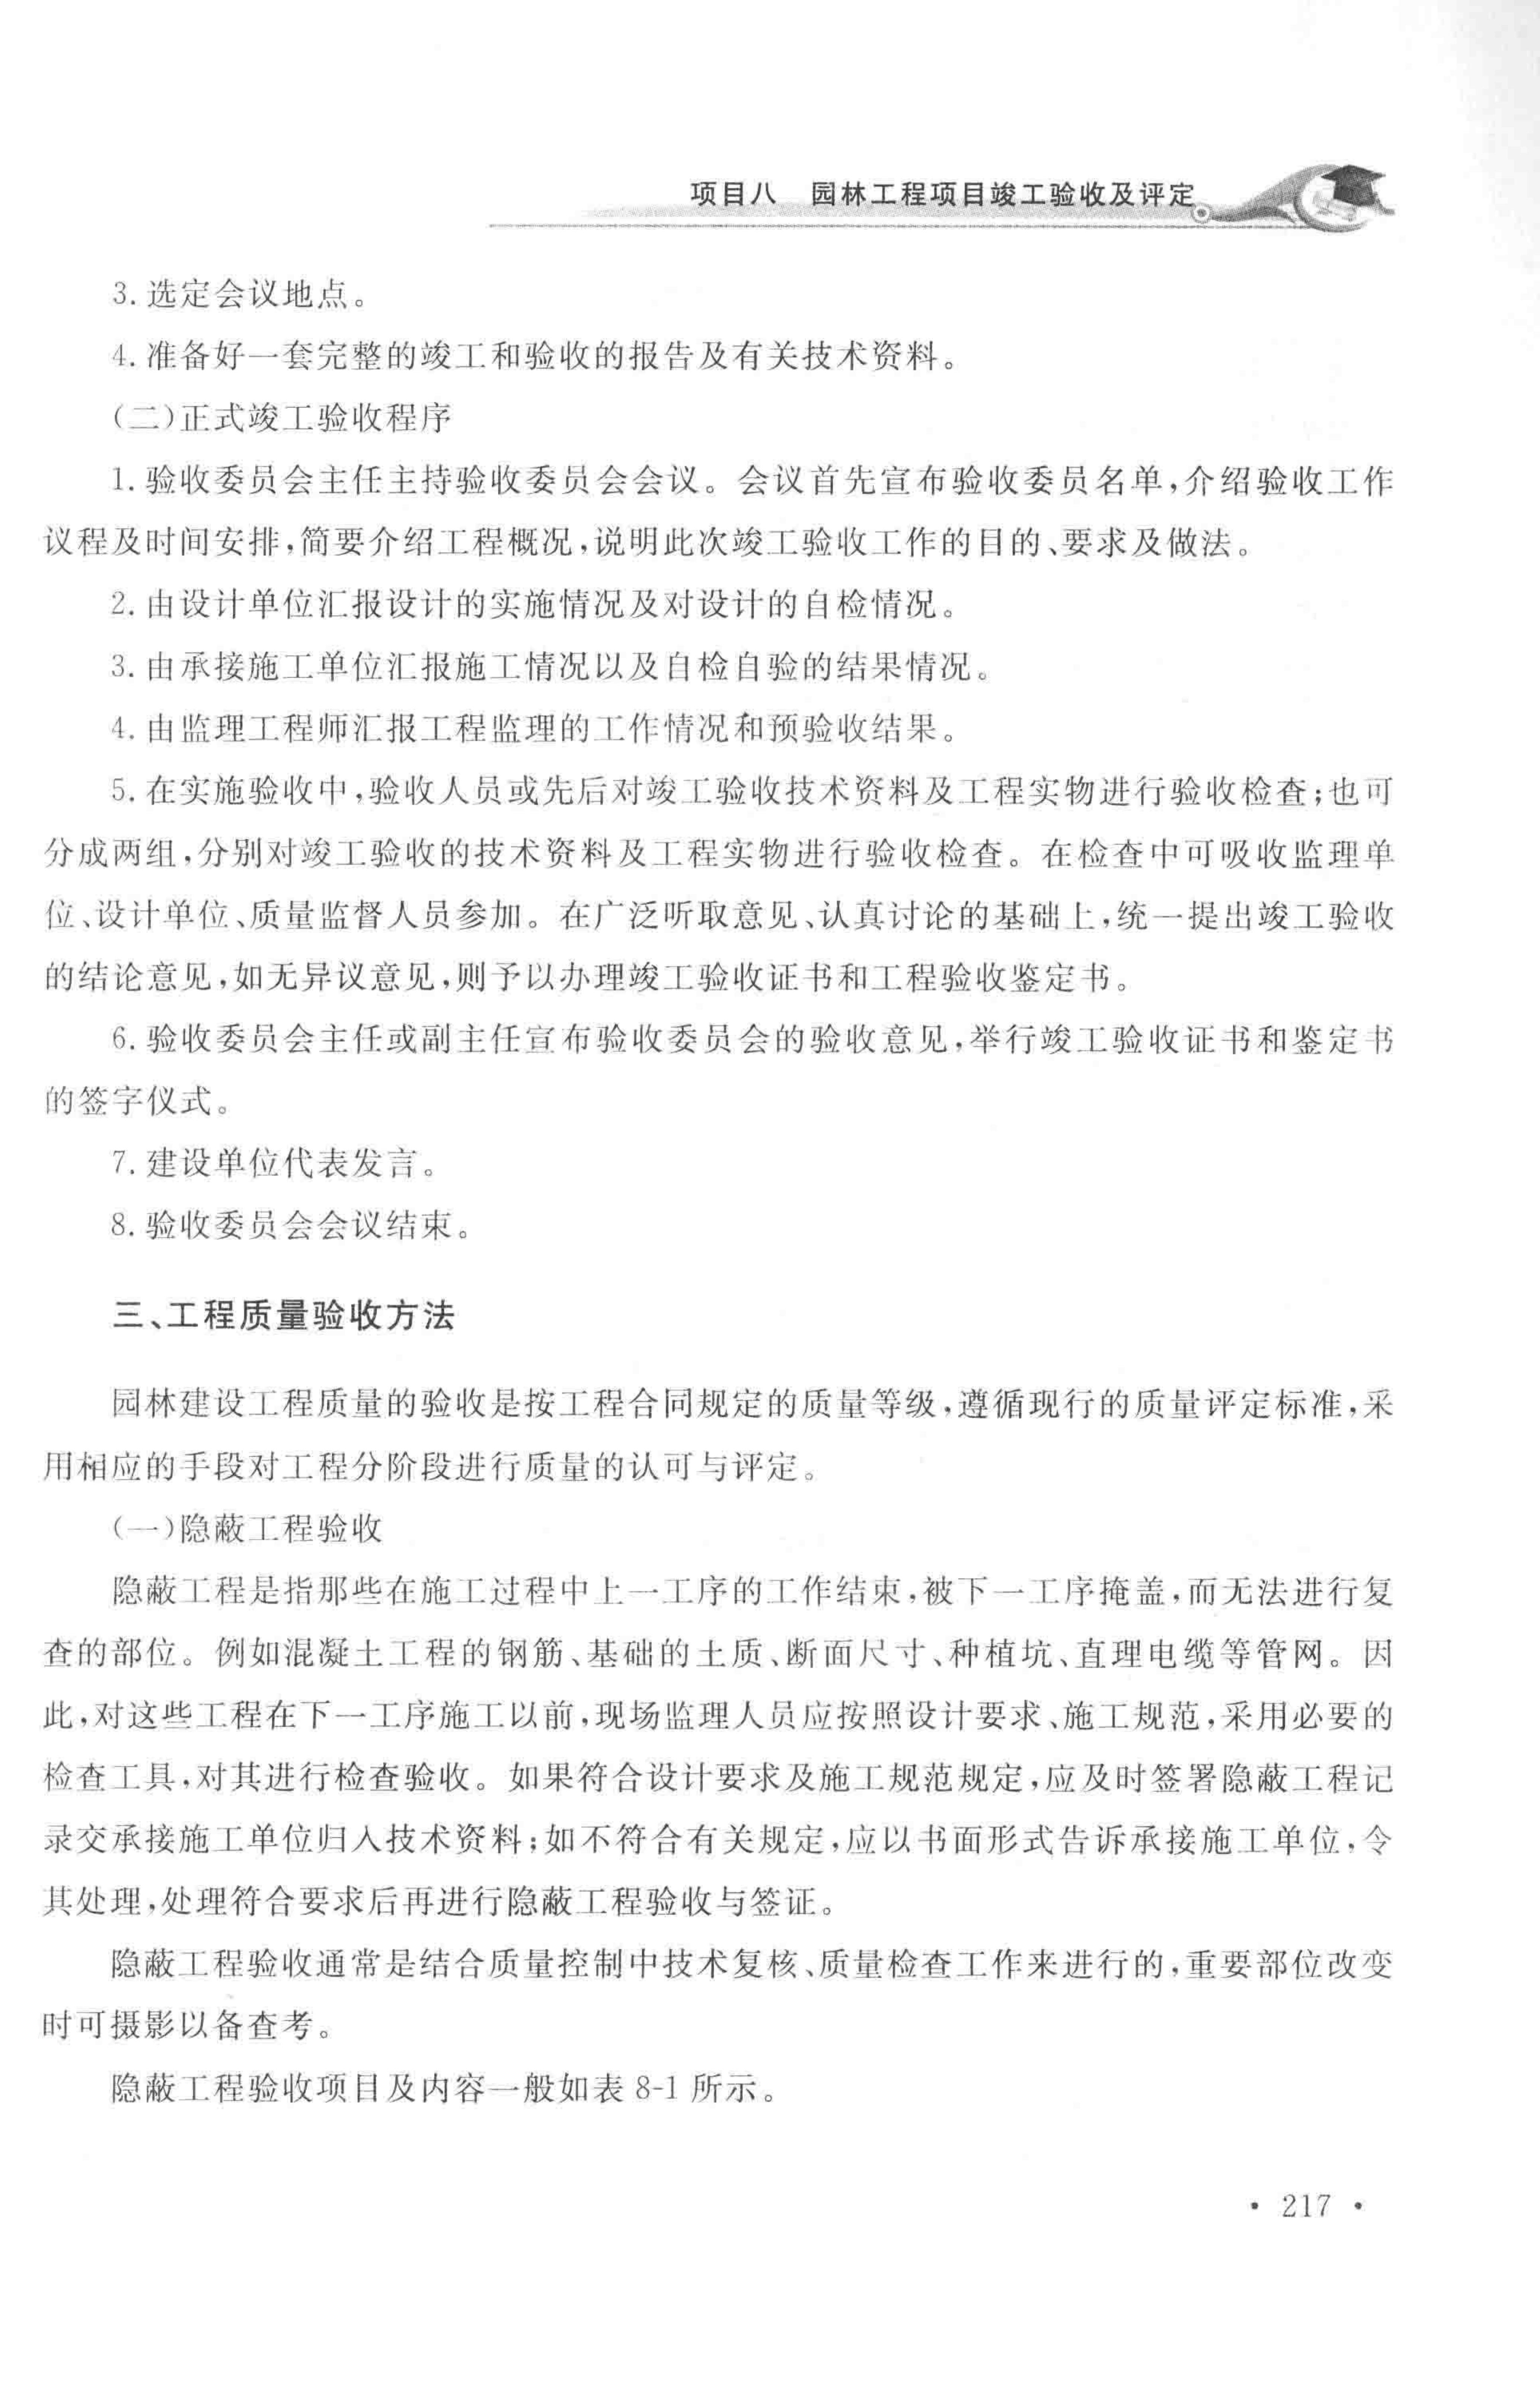 项目八 园林工程项目竣工验收及评定
3. 选定会议地点。
4. 准备好一套完整的竣工和验收的报告及有关技术资料。
(二)正式竣工验收程序
1. 验收委员会主任主持验收委员会会议。会议首先宣布验收委员名单,介绍验收工作
议程及时间安排,简要介绍工程概况,说明此次竣工验收工作的目的、要求及做法。
2. 由设计单位汇报设计的实施情况及对设计的自检情况。
3. 由承接施工单位汇报施工情况以及自检自验的结果情况。
4. 由监理工程师汇报工程监理的工作情况和预验收结果。
5. 在实施验收中,验收人员或先后对竣工验收技术资料及工程实物进行验收检查;也可
分成两组,分别对竣工验收的技术资料及工程实物进行验收检查。在检查中可吸收监理单
位、设计单位、质量监督人员参加。在广泛听取意见、认真讨论的基础上,统一提出竣工验收
的结论意见,如无异议意见,则予以办理竣工验收证书和工程验收鉴定书。
6. 验收委员会主任或副主任宣布验收委员会的验收意见,举行竣工验收证书和鉴定书
的签字仪式。
7. 建设单位代表发言。
8. 验收委员会会议结束。
三、工程质量验收方法
园林建设工程质量的验收是按工程合同规定的质量等级,遵循现行的质量评定标准,采
用相应的手段对工程分阶段进行质量的认可与评定。
(一)隐蔽工程验收
隐蔽工程是指那些在施工过程中上一工序的工作结束,被下一工序掩盖,而无法进行复
查的部位。例如混凝土工程的钢筋、基础的土质、断面尺寸、种植坑、直理电缆等管网。因
此,对这些工程在下一工序施工以前,现场监理人员应按照设计要求、施工规范,采用必要的
检查工具,对其进行检查验收。如果符合设计要求及施工规范规定,应及时签署隐蔽工程记
录交承接施工单位归入技术资料;如不符合有关规定,应以书面形式告诉承接施工单位,令
其处理,处理符合要求后再进行隐蔽工程验收与签证。
隐蔽工程验收通常是结合质量控制中技术复核、质量检查工作来进行的,重要部位改变
时可摄影以备查考。
隐蔽工程验收项目及内容一般如表 8-1 所示。
• 217 •